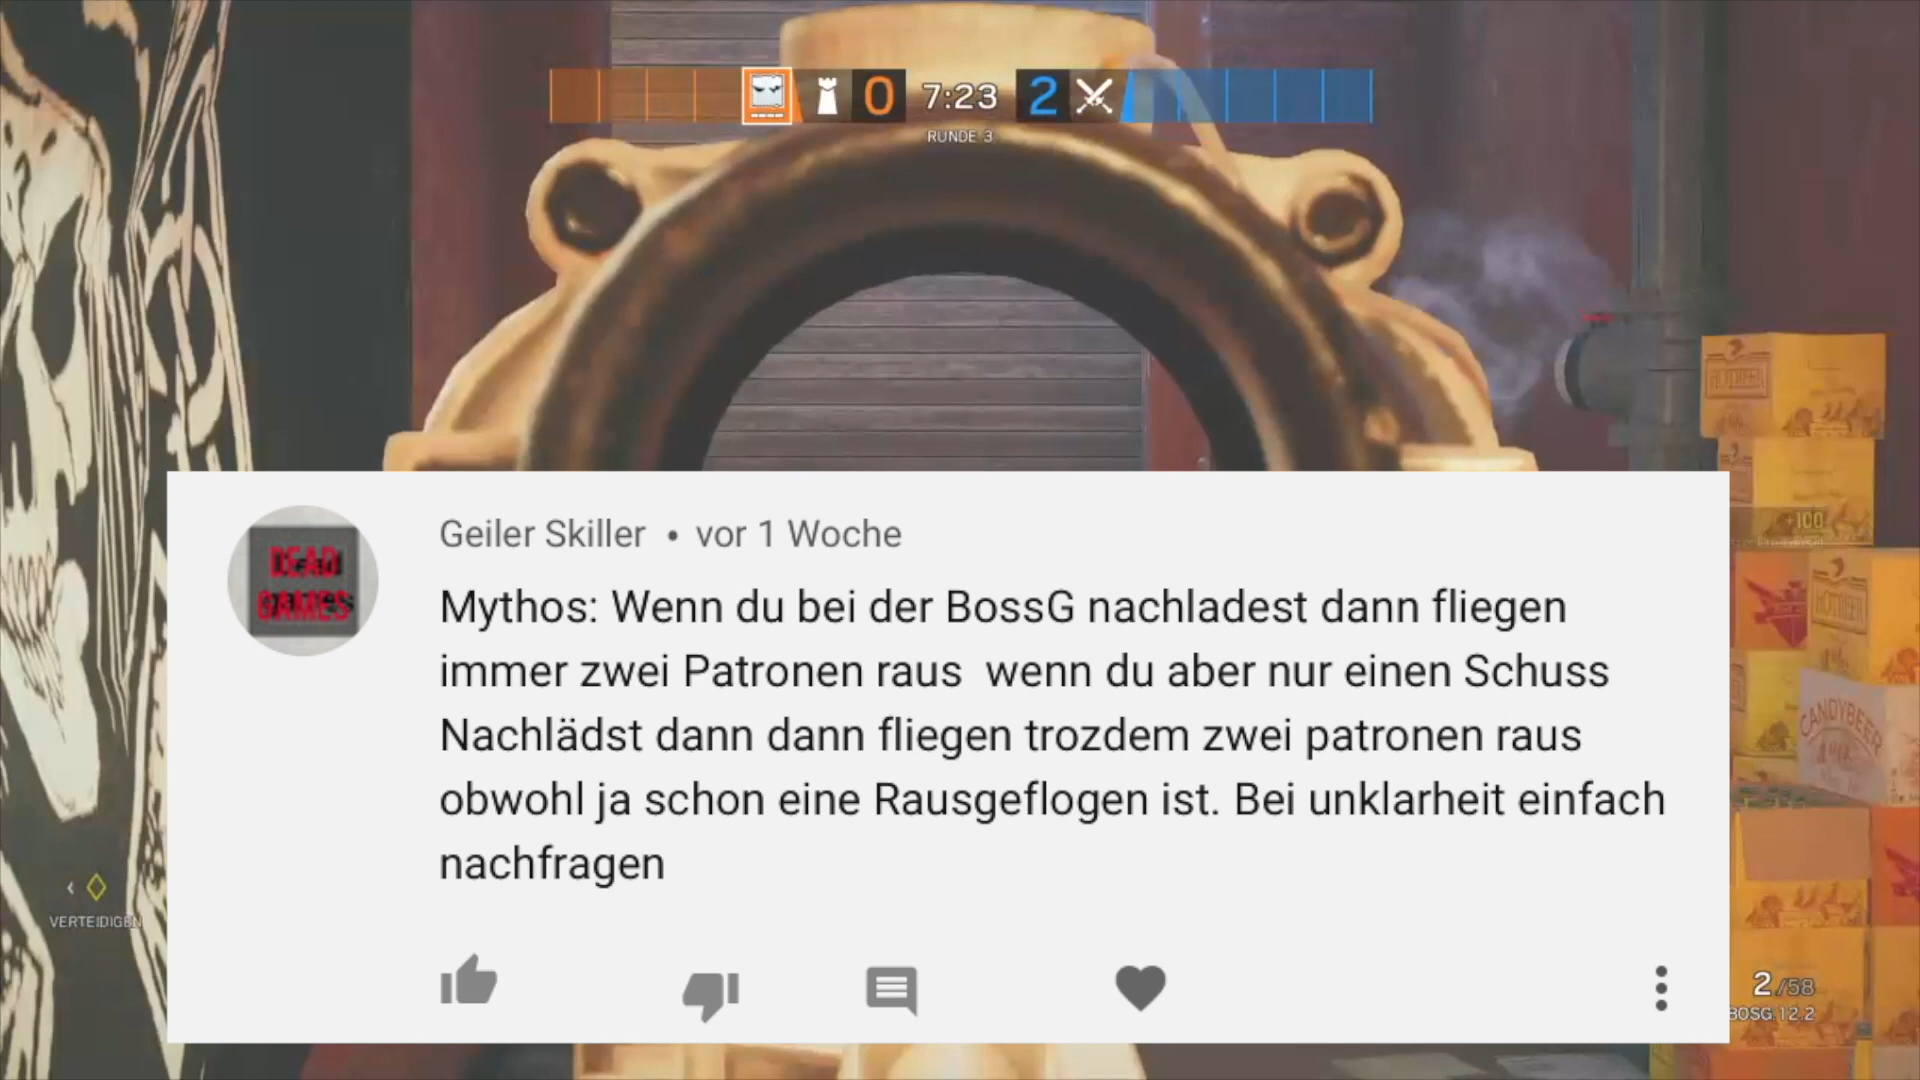 0 7:23 2
RUNDE 3
HOTBEER
HOTBEER
+100
DEAD
GAMES
Geiler Skiller • vor 1 Woche
Mythos: Wenn du bei der BossG nachladest dann fliegen
immer zwei Patronen raus  wenn du aber nur einen Schuss
Nachlädst dann dann fliegen trozdem zwei patronen raus
obwohl ja schon eine Rausgeflogen ist. Bei unklarheit einfach
nachfragen
CANDYBEER
VERTEIDIGEN
2/58
BOSG.12.2